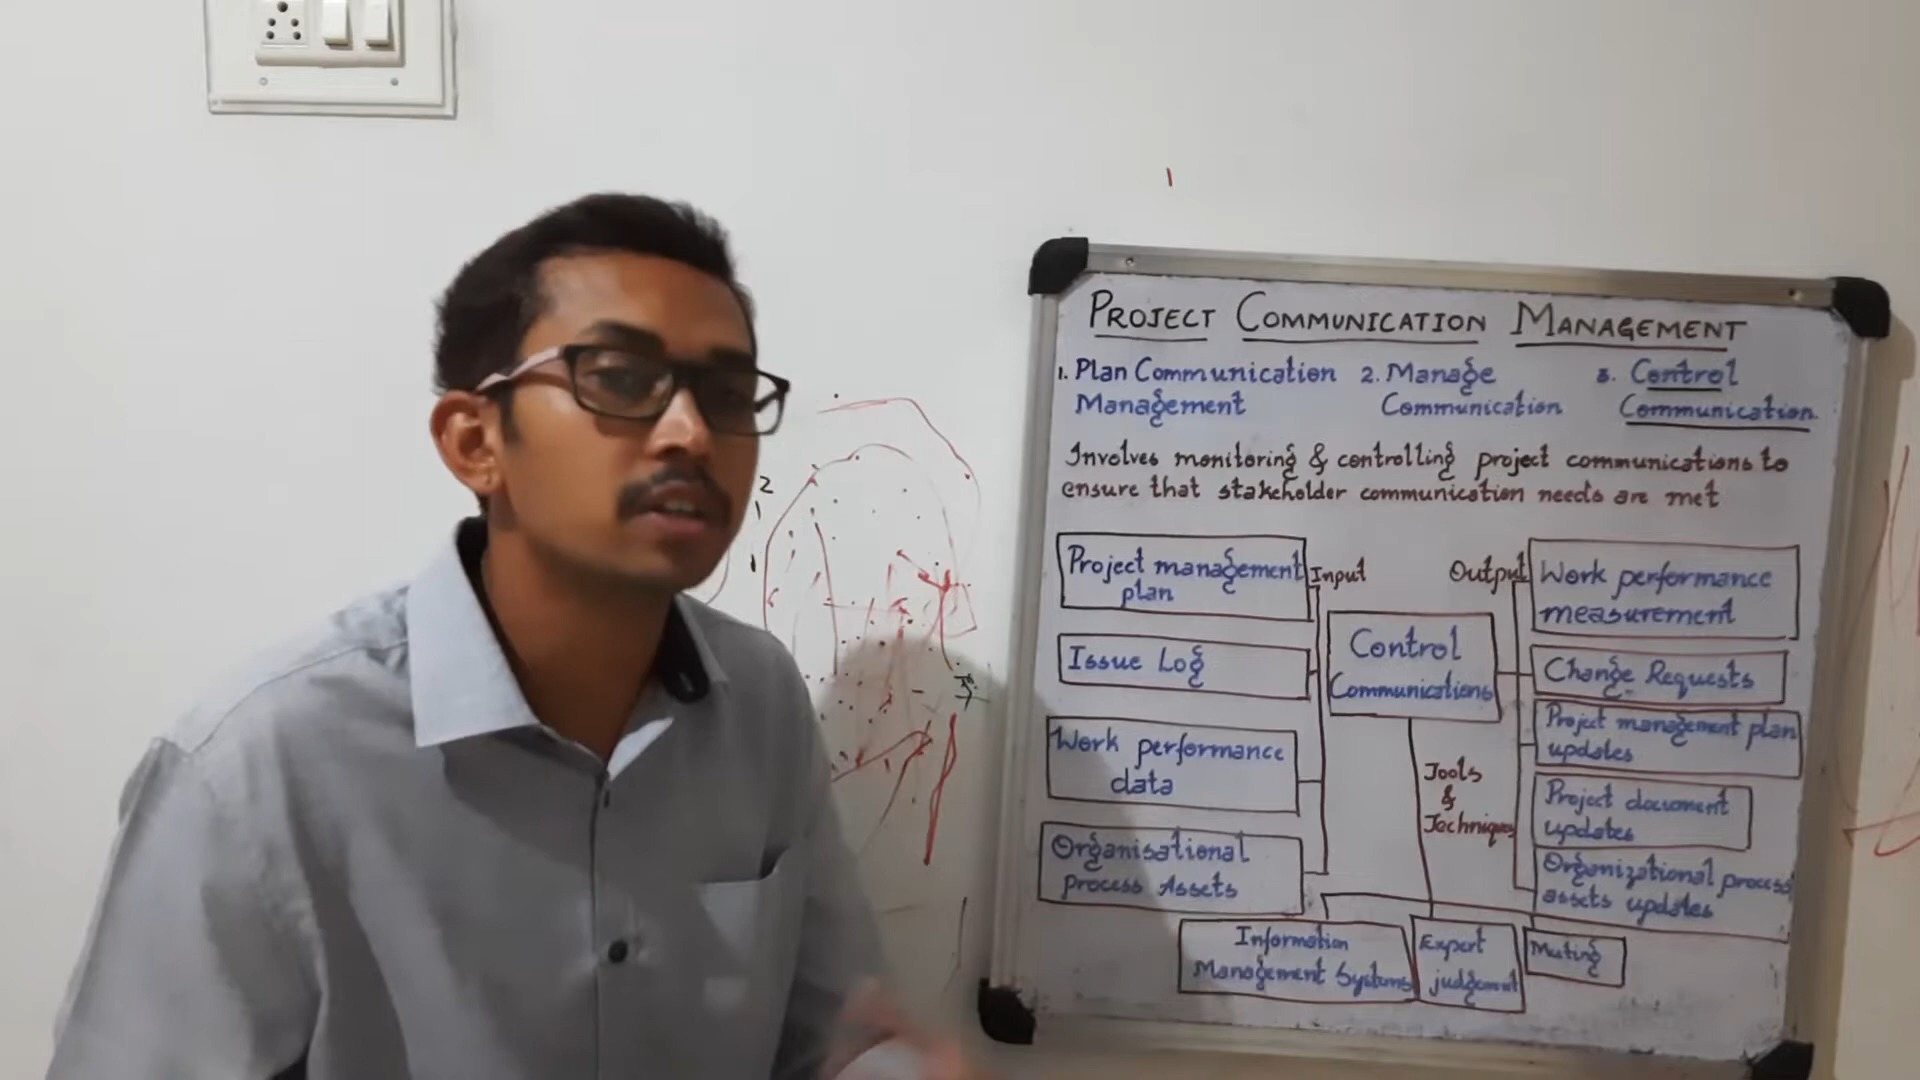 PROJECT COMMUNICATION MANAGEMENT
1. Plan Communication Management
2. Manage Communication
3. Control Communication
Involves monitoring & controlling project communications to
ensure that stakeholder communication needs are met
Input
Project management
plan
Issue Log
Work performance
data
Organisational
process Assets
Control
Communications
Tools
&
Techniques
Information
Management Systems
Expert
judgement
Meeting
Output
Work performance
measurement
Change Requests
Project management plan
updates
Project document
updates
Organizational process
assets updates
2
1
1